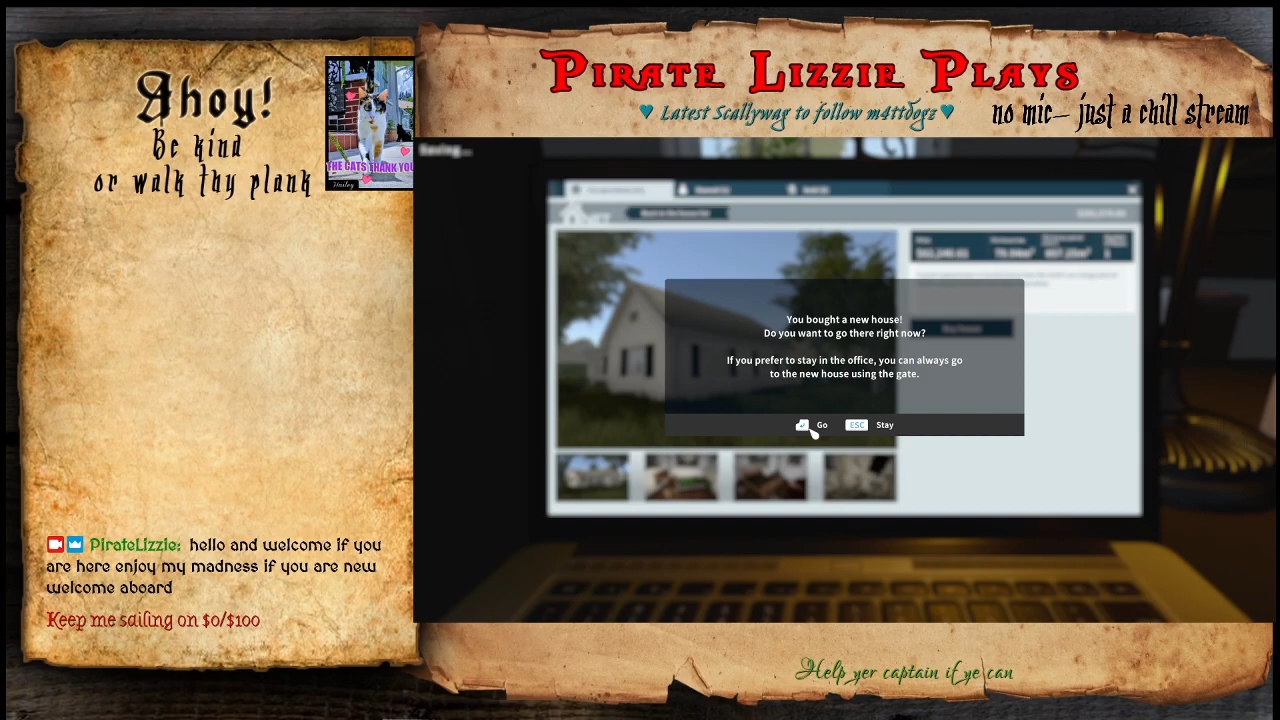 Ahoy!
Be kind
or walk thy plank
THE CATS THANK YOU
PirateLizzie: hello and welcome if you
are here enjoy my madness if you are new
welcome aboard
Keep me sailing on $0/$100
Pirate Lizzie Plays
♥ Latest Scallywag to follow m4ttdogz ♥
no mic— just a chill stream
Saving...
You bought a new house!
Do you want to go there right now?
If you prefer to stay in the office, you can always go
to the new house using the gate.
Go
ESC Stay
Help yer captain if ye can